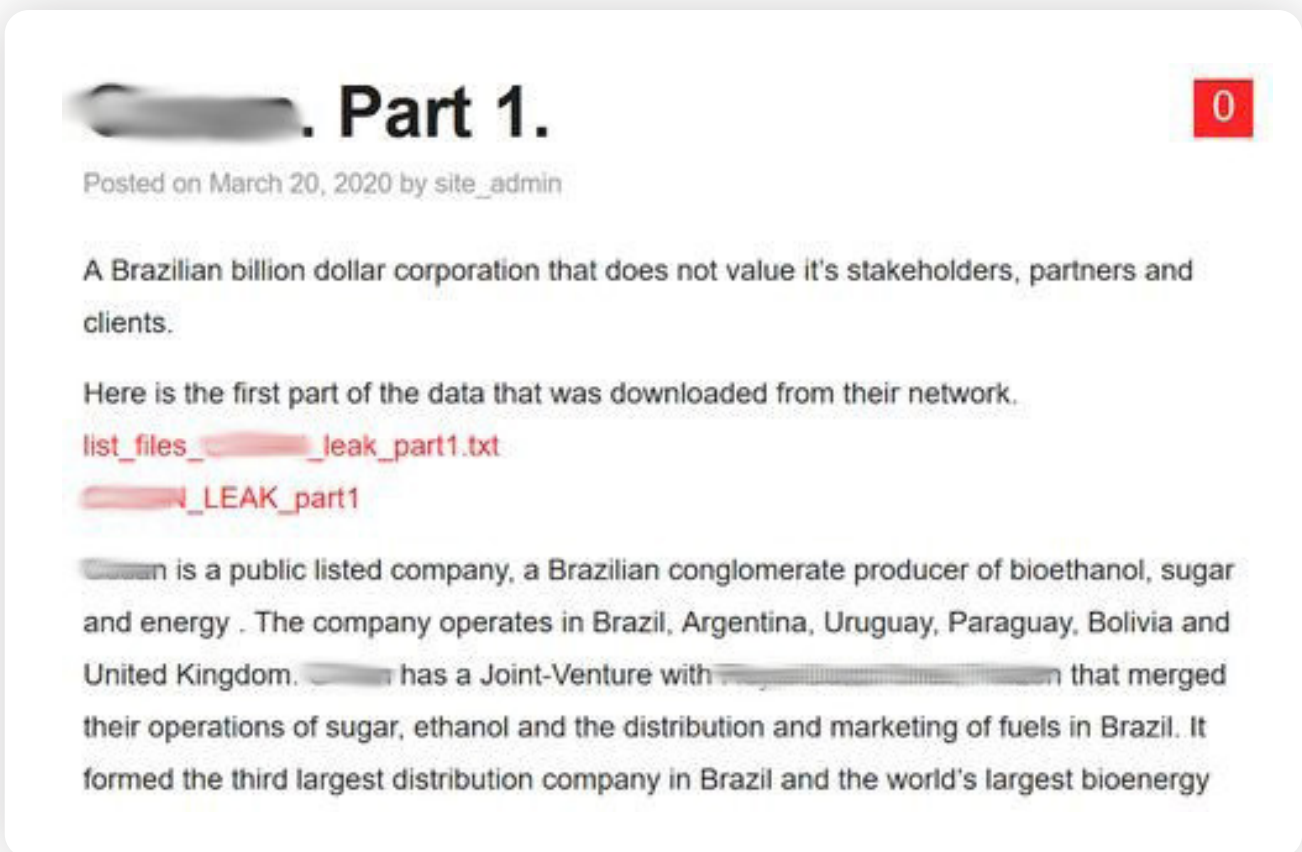 . Part 1.
0
Posted on March 20, 2020 by site_admin
A Brazilian billion dollar corporation that does not value it's stakeholders, partners and
clients.
Here is the first part of the data that was downloaded from their network.
list_files_ _leak_part1.txt
_LEAK_part1
is a public listed company, a Brazilian conglomerate producer of bioethanol, sugar
and energy . The company operates in Brazil, Argentina, Uruguay, Paraguay, Bolivia and
United Kingdom. has a Joint-Venture with that merged
their operations of sugar, ethanol and the distribution and marketing of fuels in Brazil. It
formed the third largest distribution company in Brazil and the world's largest bioenergy